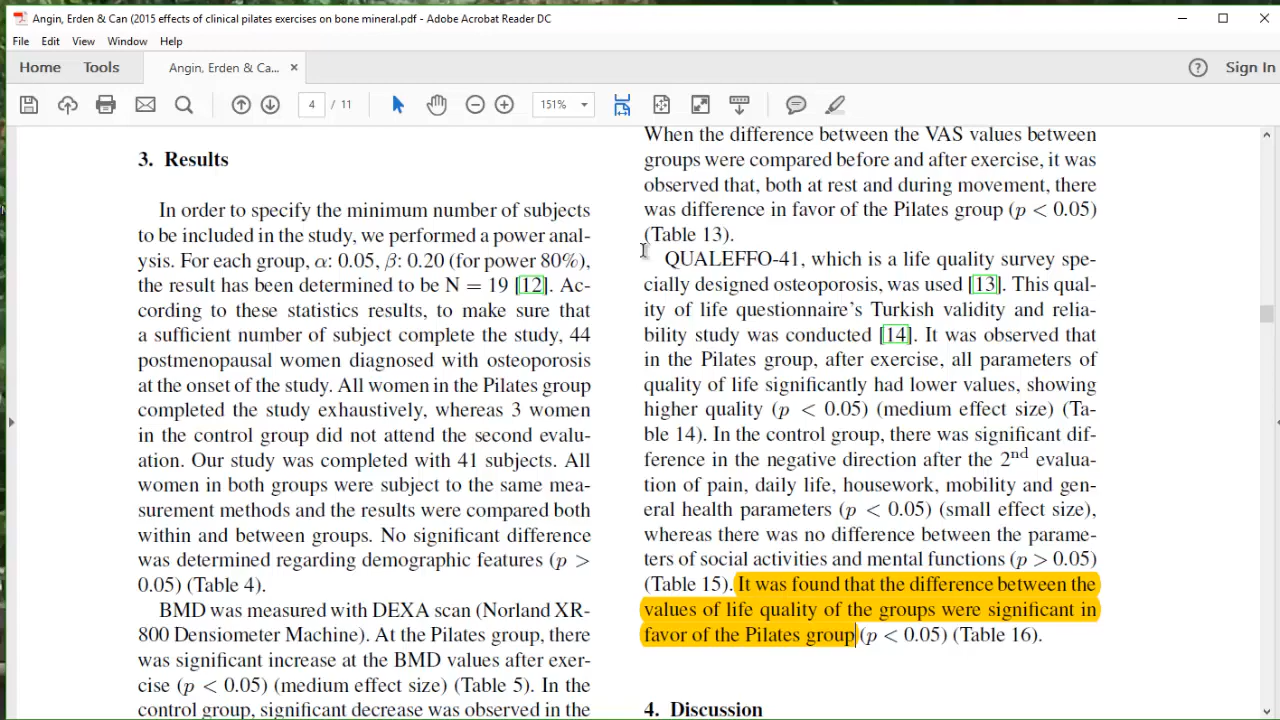 Angin, Erden & Can (2015 effects of clinical pilates exercises on bone mineral.pdf - Adobe Acrobat Reader DC
File Edit View Window Help
Home Tools Angin, Erden & Ca... × Sign In
4 / 11 151%
3. Results
In order to specify the minimum number of subjects
to be included in the study, we performed a power anal-
ysis. For each group, α: 0.05, β: 0.20 (for power 80%),
the result has been determined to be N = 19 [12]. Ac-
cording to these statistics results, to make sure that
a sufficient number of subject complete the study, 44
postmenopausal women diagnosed with osteoporosis
at the onset of the study. All women in the Pilates group
completed the study exhaustively, whereas 3 women
in the control group did not attend the second evalu-
ation. Our study was completed with 41 subjects. All
women in both groups were subject to the same mea-
surement methods and the results were compared both
within and between groups. No significant difference
was determined regarding demographic features (p >
0.05) (Table 4).
BMD was measured with DEXA scan (Norland XR-
800 Densiometer Machine). At the Pilates group, there
was significant increase at the BMD values after exer-
cise (p < 0.05) (medium effect size) (Table 5). In the
control group, significant decrease was observed in the
When the difference between the VAS values between
groups were compared before and after exercise, it was
observed that, both at rest and during movement, there
was difference in favor of the Pilates group (p < 0.05)
(Table 13).
QUALEFFO-41, which is a life quality survey spe-
cially designed osteoporosis, was used [13]. This qual-
ity of life questionnaire's Turkish validity and relia-
bility study was conducted [14]. It was observed that
in the Pilates group, after exercise, all parameters of
quality of life significantly had lower values, showing
higher quality (p < 0.05) (medium effect size) (Ta-
ble 14). In the control group, there was significant dif-
ference in the negative direction after the 2nd evalua-
tion of pain, daily life, housework, mobility and gen-
eral health parameters (p < 0.05) (small effect size),
whereas there was no difference between the parame-
ters of social activities and mental functions (p > 0.05)
(Table 15). It was found that the difference between the
values of life quality of the groups were significant in
favor of the Pilates group (p < 0.05) (Table 16).
4. Discussion